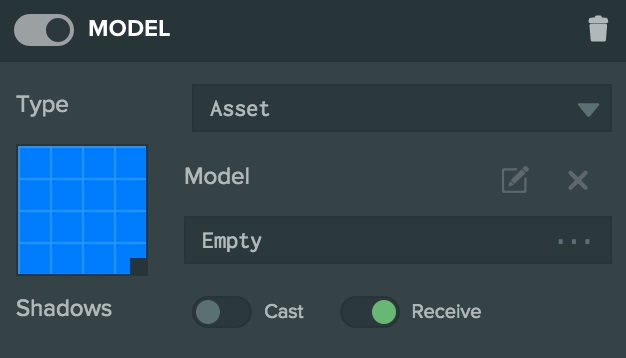 MODEL
Type Asset
Model
Empty ...
Shadows Cast Receive